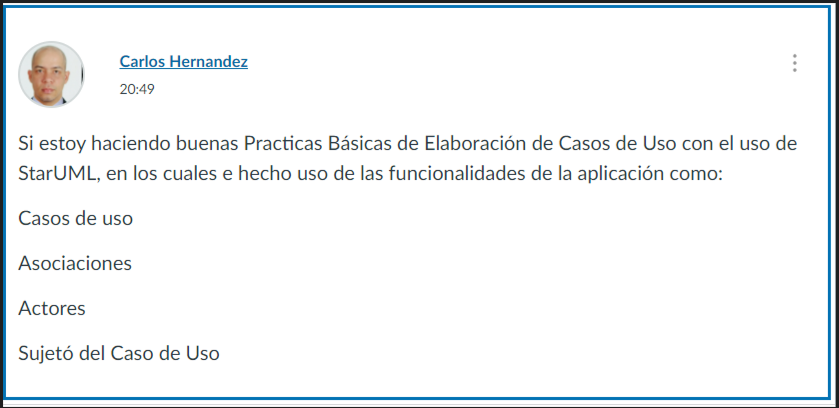 Carlos Hernandez
20:49
Si estoy haciendo buenas Practicas Básicas de Elaboración de Casos de Uso con el uso de
StarUML, en los cuales e hecho uso de las funcionalidades de la aplicación como:
Casos de uso
Asociaciones
Actores
Sujetó del Caso de Uso